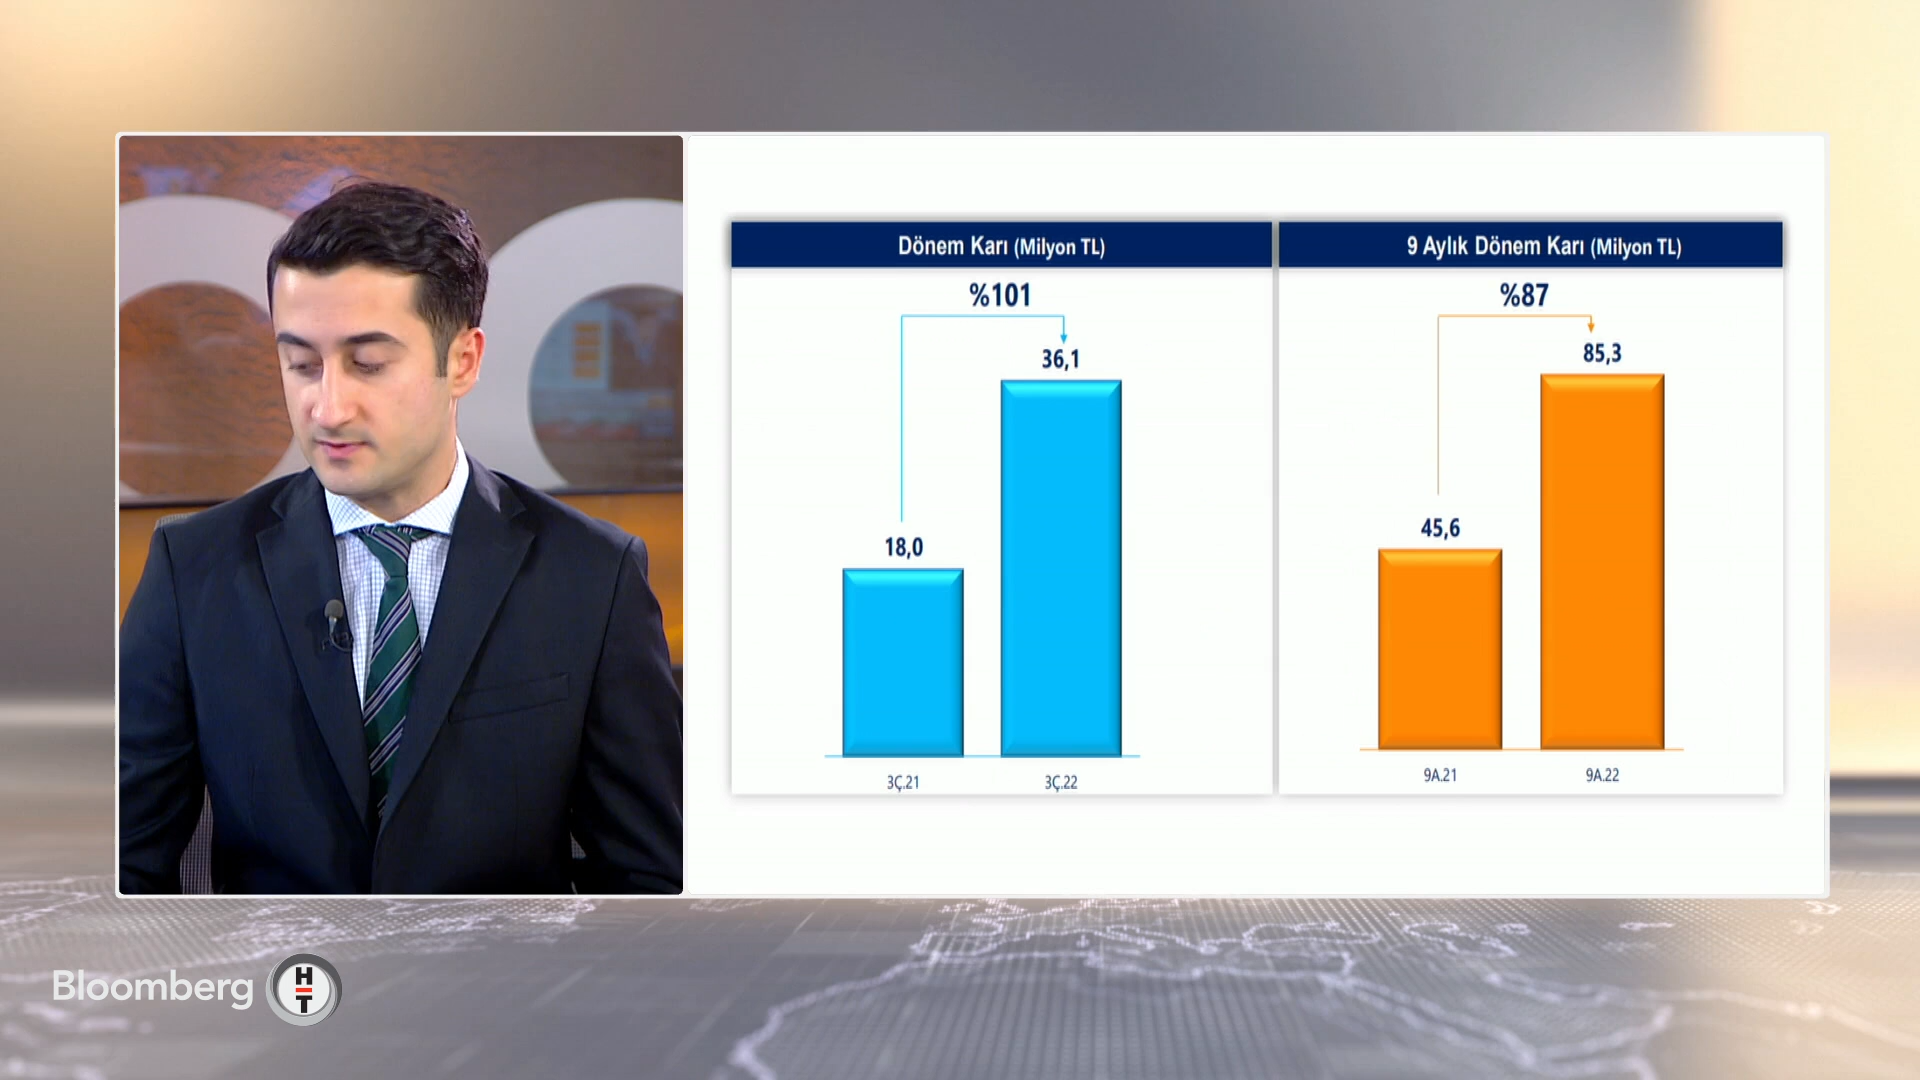 Dönem Karı (Milyon TL)
%101
36,1
18,0
3Ç.21
3Ç.22
9 Aylık Dönem Karı (Milyon TL)
%87
85,3
45,6
9A.21
9A.22
Bloomberg HT